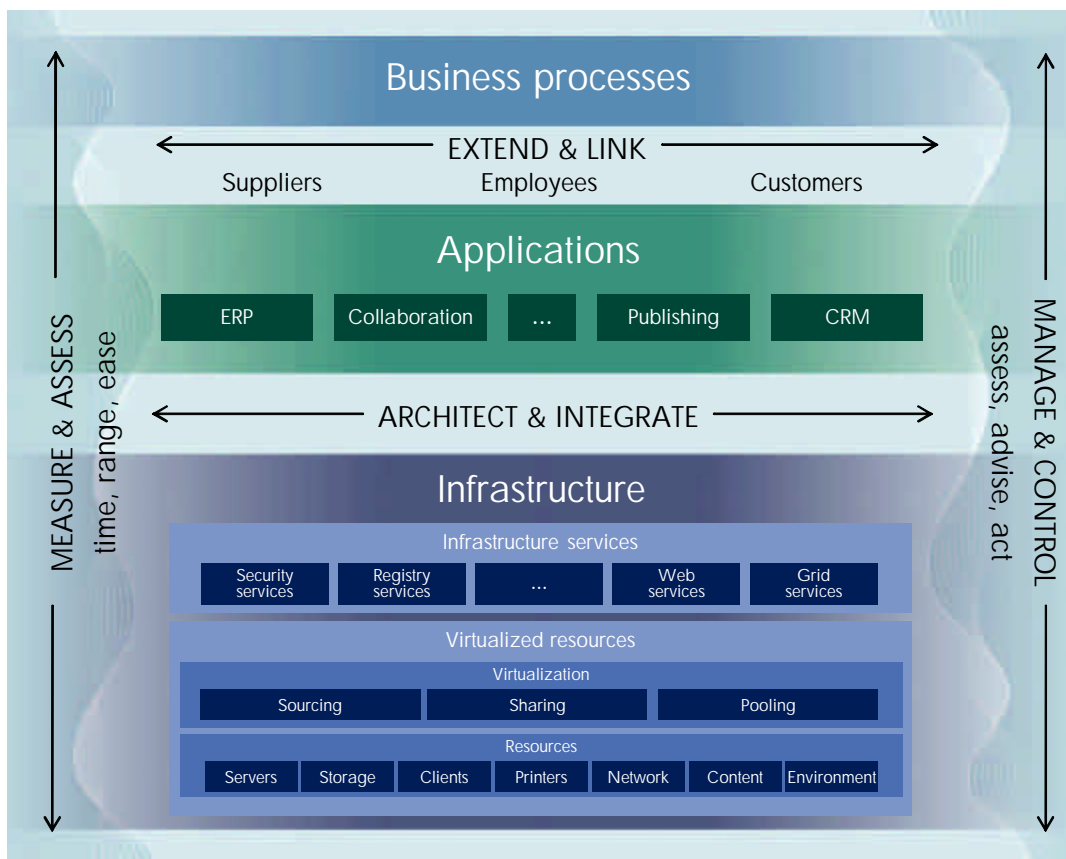 Business processes
EXTEND & LINK
Suppliers
Employees
Customers
Applications
ERP
Collaboration
...
Publishing
CRM
ARCHITECT & INTEGRATE
Infrastructure
Infrastructure services
Security
services
Registry
services
...
Web
services
Grid
services
Virtualized resources
Virtualization
Sourcing
Sharing
Pooling
Resources
Servers
Storage
Clients
Printers
Network
Content
Environment
MEASURE & ASSESS
time, range, ease
MANAGE & CONTROL
assess, advise, act